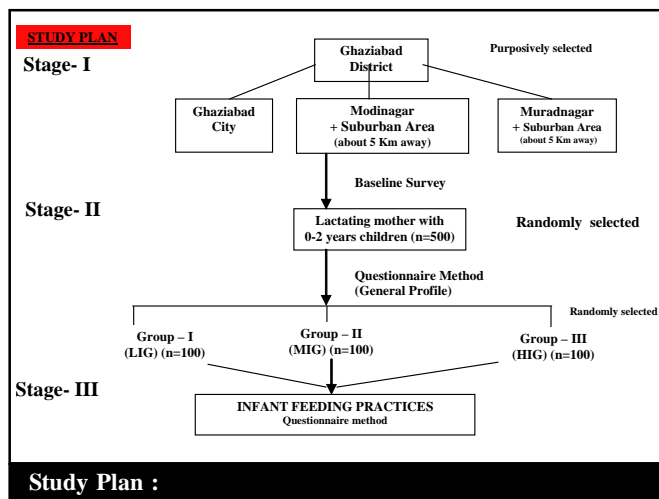 STUDY PLAN
Stage- I
Ghaziabad
District
Purposively selected
Ghaziabad
City
Modinagar
+ Suburban Area
(about 5 Km away)
Muradnagar
+ Suburban Area
(about 5 Km away)
Baseline Survey
Stage- II
Lactating mother with
0-2 years children (n=500)
Randomly selected
Questionnaire Method
(General Profile)
Randomly selected
Group – I
(LIG) (n=100)
Group – II
(MIG) (n=100)
Group – III
(HIG) (n=100)
Stage- III
INFANT FEEDING PRACTICES
Questionnaire method
Study Plan :